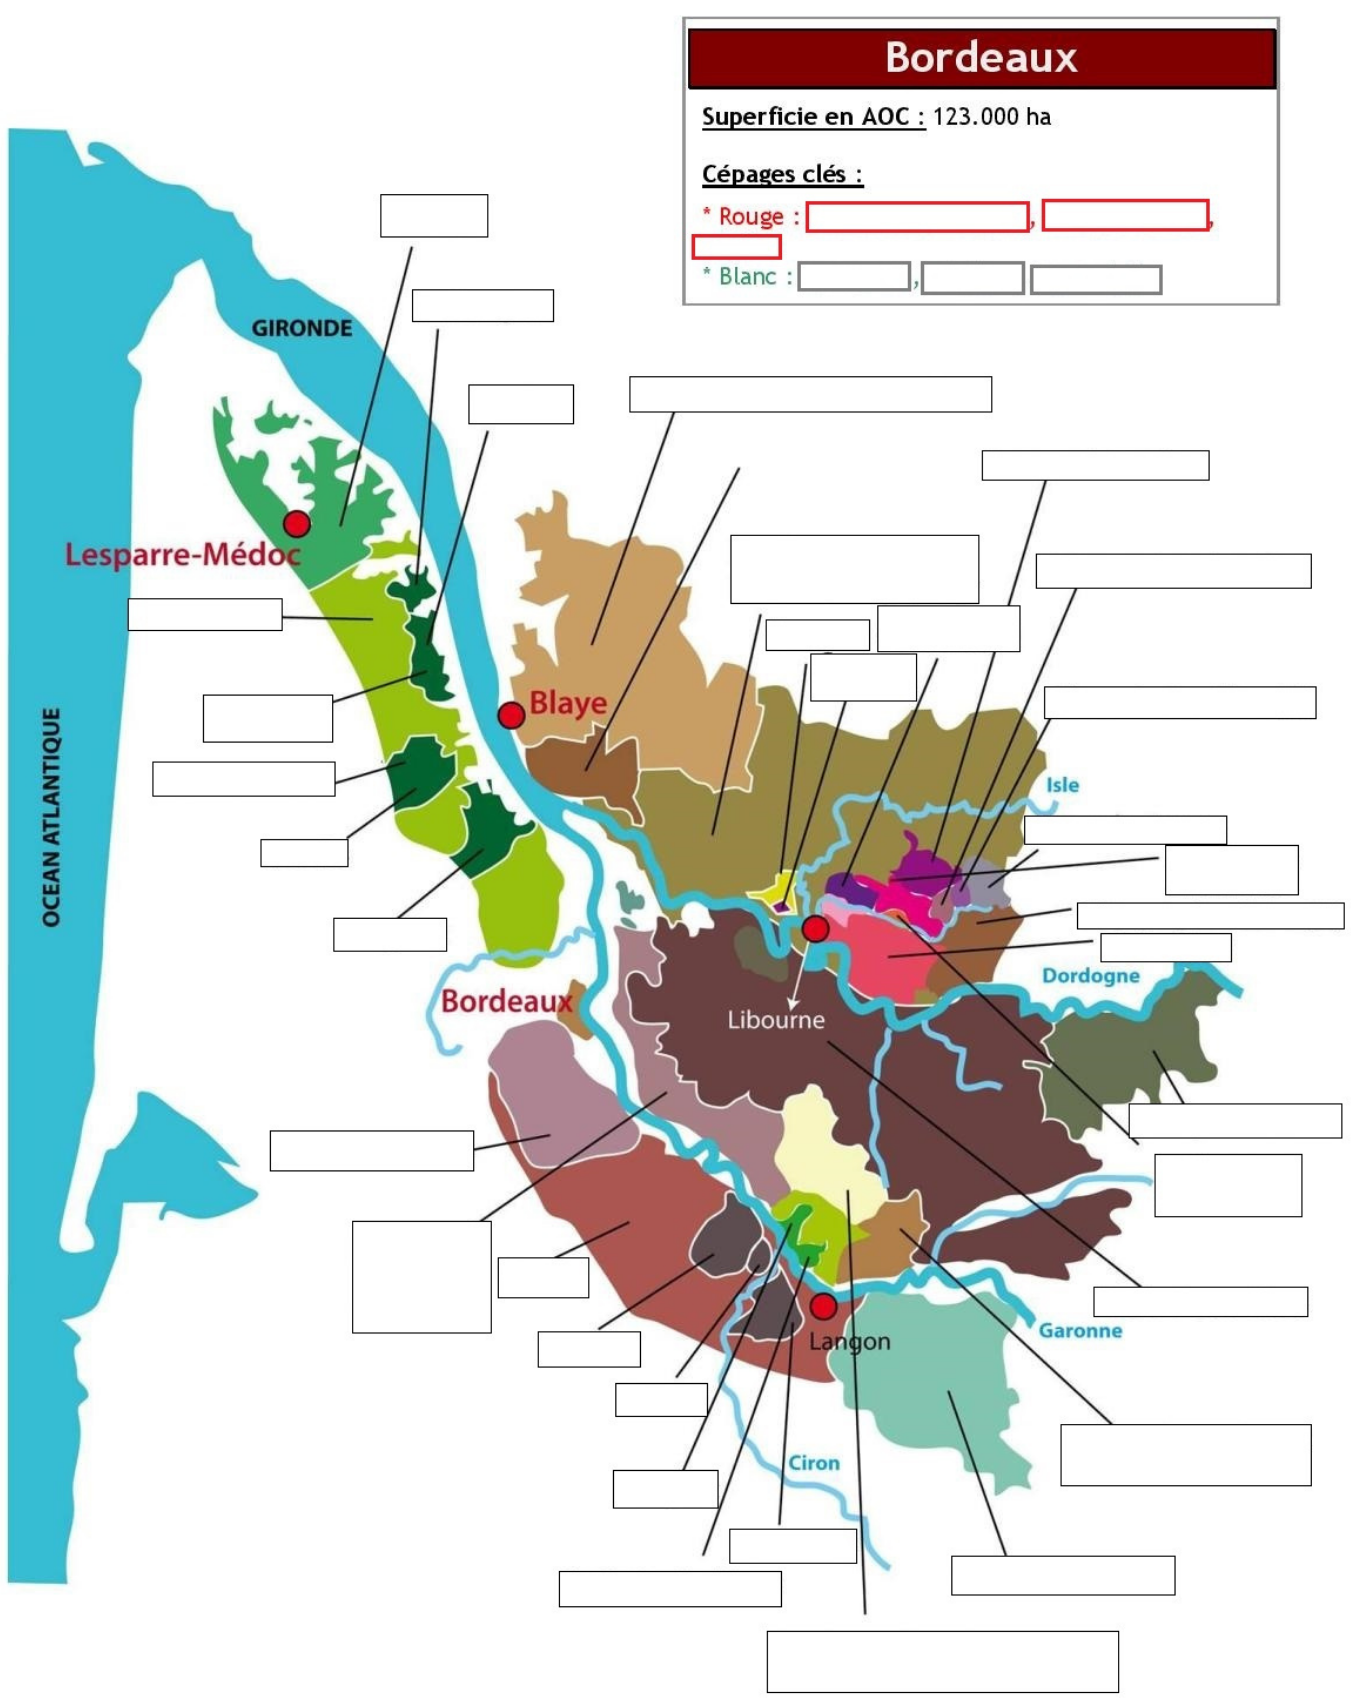 Bordeaux
Superficie en AOC : 123.000 ha
Cépages clés :
* Rouge : , ,
* Blanc : ,
GIRONDE
Lesparre-Médoc
Blaye
OCEAN ATLANTIQUE
Isle
Bordeaux
Dordogne
Libourne
Garonne
Langon
Ciron